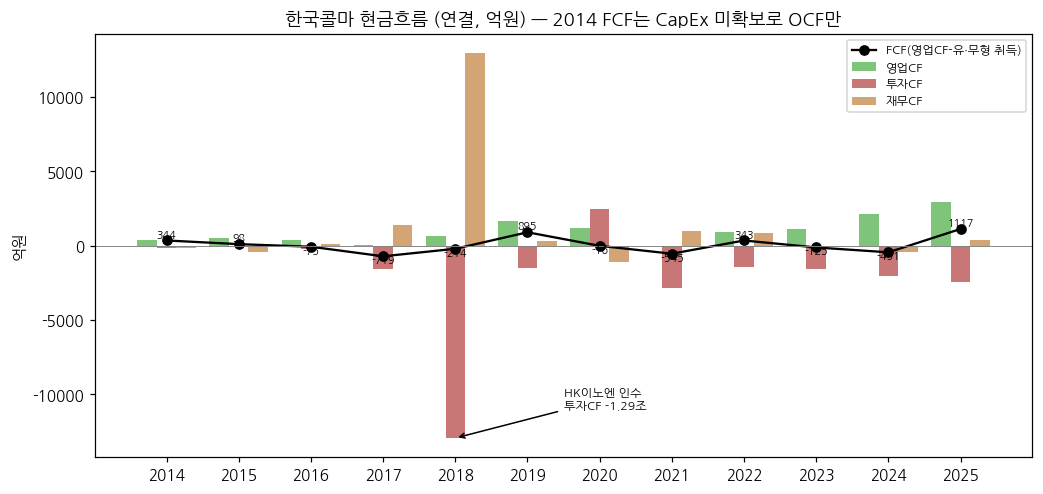 한국콜마 현금흐름 (연결, 억원) — 2014 FCF는 CapEx 미확보로 OCF만
FCF(영업CF-유·무형 취득)
영업CF
투자CF
재무CF
억원
10000
5000
0
-5000
-10000
344
98
895
343
1117
HK이노엔 인수
투자CF -1.29조
2014
2015
2016
2017
2018
2019
2020
2021
2022
2023
2024
2025